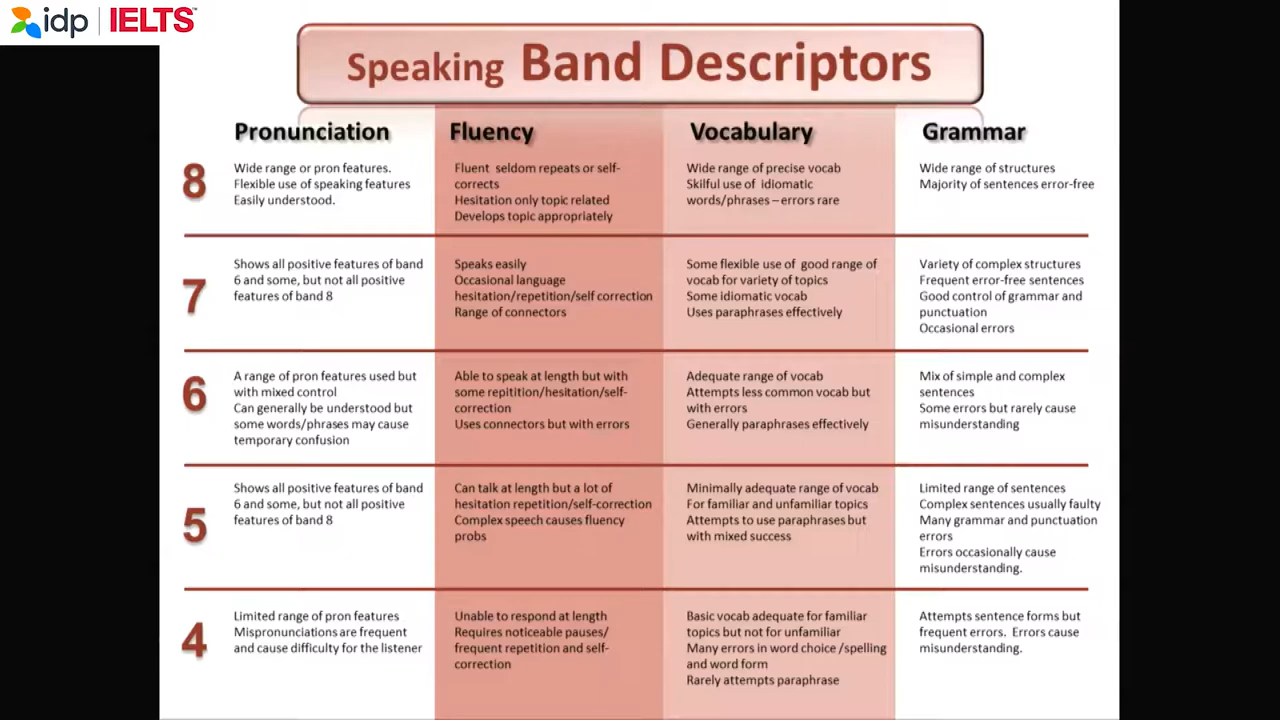 idp IELTS™
Speaking Band Descriptors
Pronunciation
Fluency
Vocabulary
Grammar
8
Wide range or pron features.
Flexible use of speaking features
Easily understood.
Fluent seldom repeats or self-
corrects
Hesitation only topic related
Develops topic appropriately
Wide range of precise vocab
Skilful use of idiomatic
words/phrases – errors rare
Wide range of structures
Majority of sentences error-free
7
Shows all positive features of band
6 and some, but not all positive
features of band 8
Speaks easily
Occasional language
hesitation/repetition/self correction
Range of connectors
Some flexible use of good range of
vocab for variety of topics
Some idiomatic vocab
Uses paraphrases effectively
Variety of complex structures
Frequent error-free sentences
Good control of grammar and
punctuation
Occasional errors
6
A range of pron features used but
with mixed control
Can generally be understood but
some words/phrases may cause
temporary confusion
Able to speak at length but with
some repitition/hesitation/self-
correction
Uses connectors but with errors
Adequate range of vocab
Attempts less common vocab but
with errors
Generally paraphrases effectively
Mix of simple and complex
sentences
Some errors but rarely cause
misunderstanding
5
Shows all positive features of band
6 and some, but not all positive
features of band 8
Can talk at length but a lot of
hesitation repetition/self-correction
Complex speech causes fluency
probs
Minimally adequate range of vocab
For familiar and unfamiliar topics
Attempts to use paraphrases but
with mixed success
Limited range of sentences
Complex sentences usually faulty
Many grammar and punctuation
errors
Errors occasionally cause
misunderstanding.
4
Limited range of pron features
Mispronunciations are frequent
and cause difficulty for the listener
Unable to respond at length
Requires noticeable pauses/
frequent repetition and self-
correction
Basic vocab adequate for familiar
topics but not for unfamiliar
Many errors in word choice /spelling
and word form
Rarely attempts paraphrase
Attempts sentence forms but
frequent errors. Errors cause
misunderstanding.